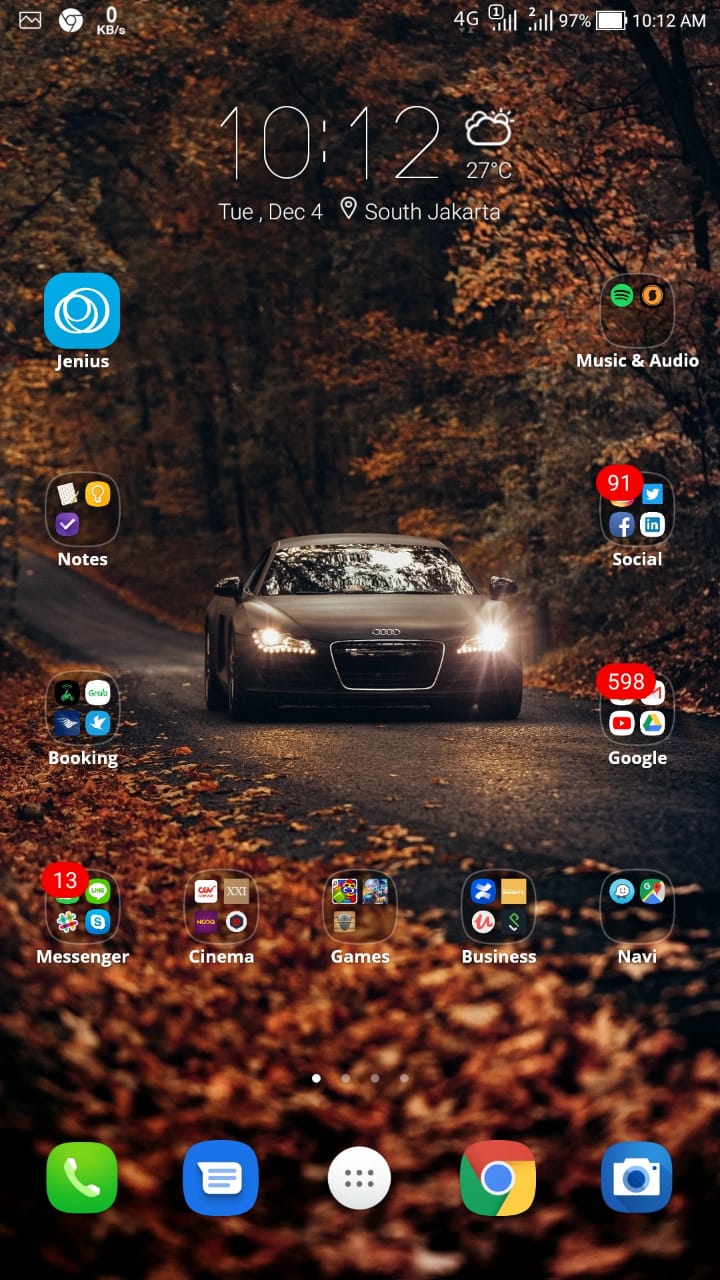 0
KB/s
4G 1 2 97% 10:12 AM
10:12
27°C
Tue , Dec 4 South Jakarta
Jenius
Music & Audio
91
Notes
Social
598
Grab
Booking
Google
13
LINE
XXI
Messenger
Cinema
Games
Business
Navi